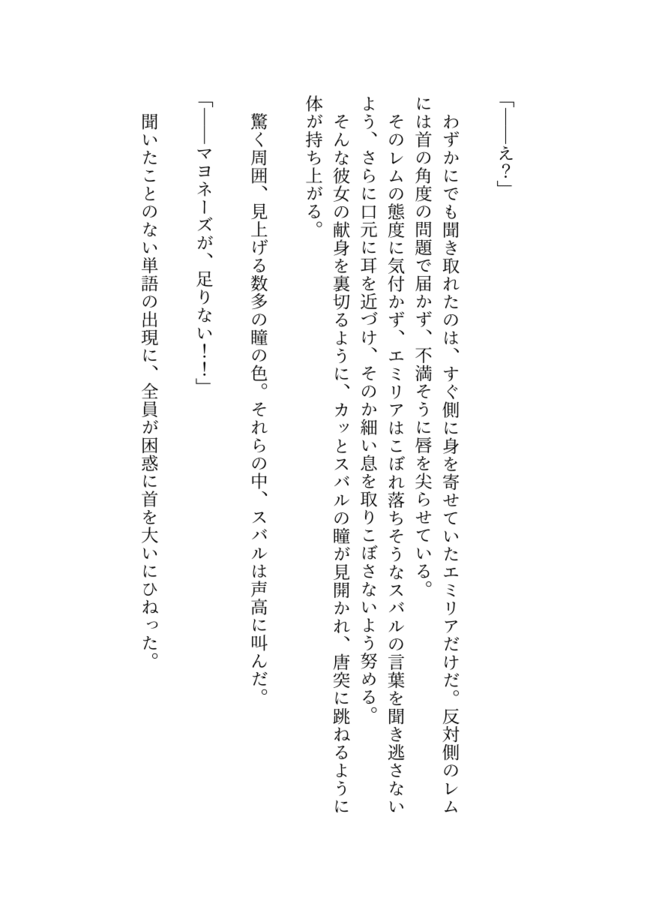 「――え？」
　わずかにでも聞き取れたのは、すぐ側に身を寄せていたエミリアだけだ。反対側のレム
には首の角度の問題で届かず、不満そうに唇を尖らせている。
　そのレムの態度に気付かず、エミリアはこぼれ落ちそうなスバルの言葉を聞き逃さない
よう、さらに口元に耳を近づけ、そのか細い息を取りこぼさないよう努める。
　そんな彼女の献身を裏切るように、カッとスバルの瞳が見開かれ、唐突に跳ねるように
体が持ち上がる。
　驚く周囲、見上げる数多の瞳の色。それらの中、スバルは声高に叫んだ。
「――マヨネーズが、足りない！！」
　聞いたことのない単語の出現に、全員が困惑に首を大いにひねった。